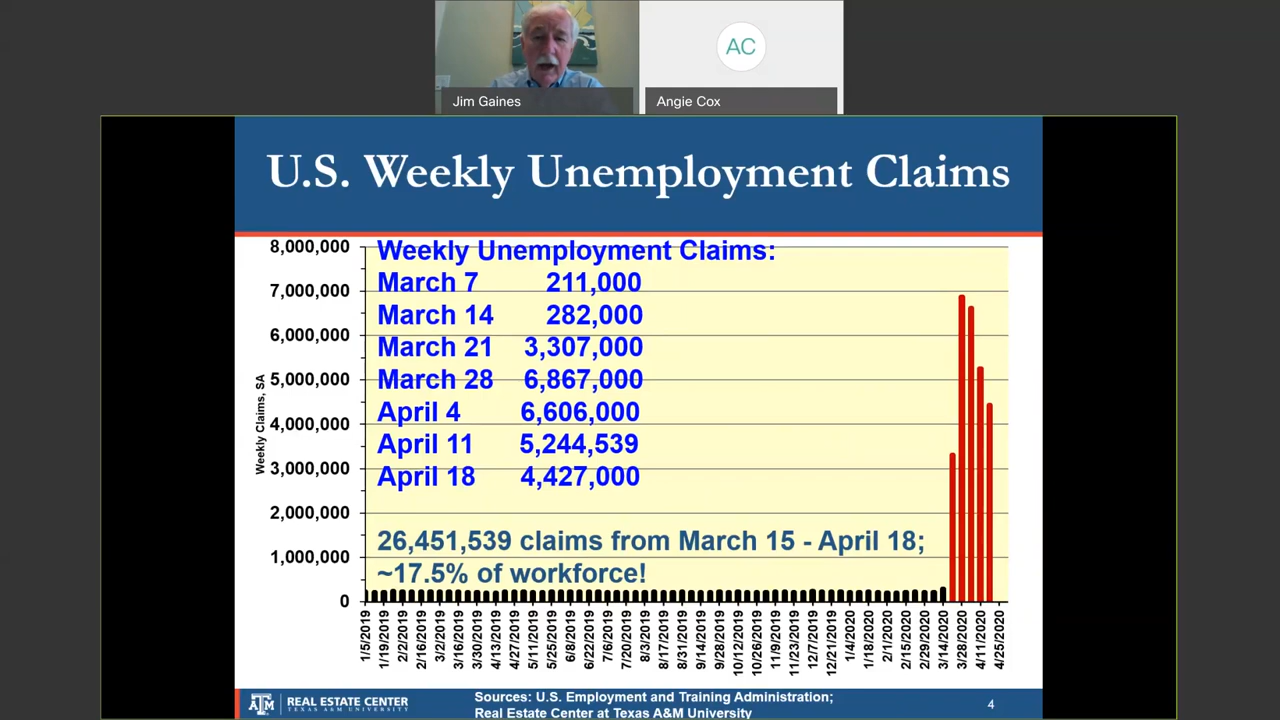 Jim Gaines
AC
Angie Cox
U.S. Weekly Unemployment Claims
Weekly Claims, SA
8,000,000
7,000,000
6,000,000
5,000,000
4,000,000
3,000,000
2,000,000
1,000,000
0
Weekly Unemployment Claims:
March 7 211,000
March 14 282,000
March 21 3,307,000
March 28 6,867,000
April 4 6,606,000
April 11 5,244,539
April 18 4,427,000
26,451,539 claims from March 15 - April 18;
~17.5% of workforce!
1/5/2019
1/19/2019
2/2/2019
2/16/2019
3/2/2019
3/16/2019
3/30/2019
4/13/2019
4/27/2019
5/11/2019
5/25/2019
6/8/2019
6/22/2019
7/6/2019
7/20/2019
8/3/2019
8/17/2019
8/31/2019
9/14/2019
9/28/2019
10/12/2019
10/26/2019
11/9/2019
11/23/2019
12/7/2019
12/21/2019
1/4/2020
1/18/2020
2/1/2020
2/15/2020
2/29/2020
3/14/2020
3/28/2020
4/11/2020
4/25/2020
ATM
REAL ESTATE CENTER
TEXAS A&M UNIVERSITY
Sources: U.S. Employment and Training Administration;
Real Estate Center at Texas A&M University
4